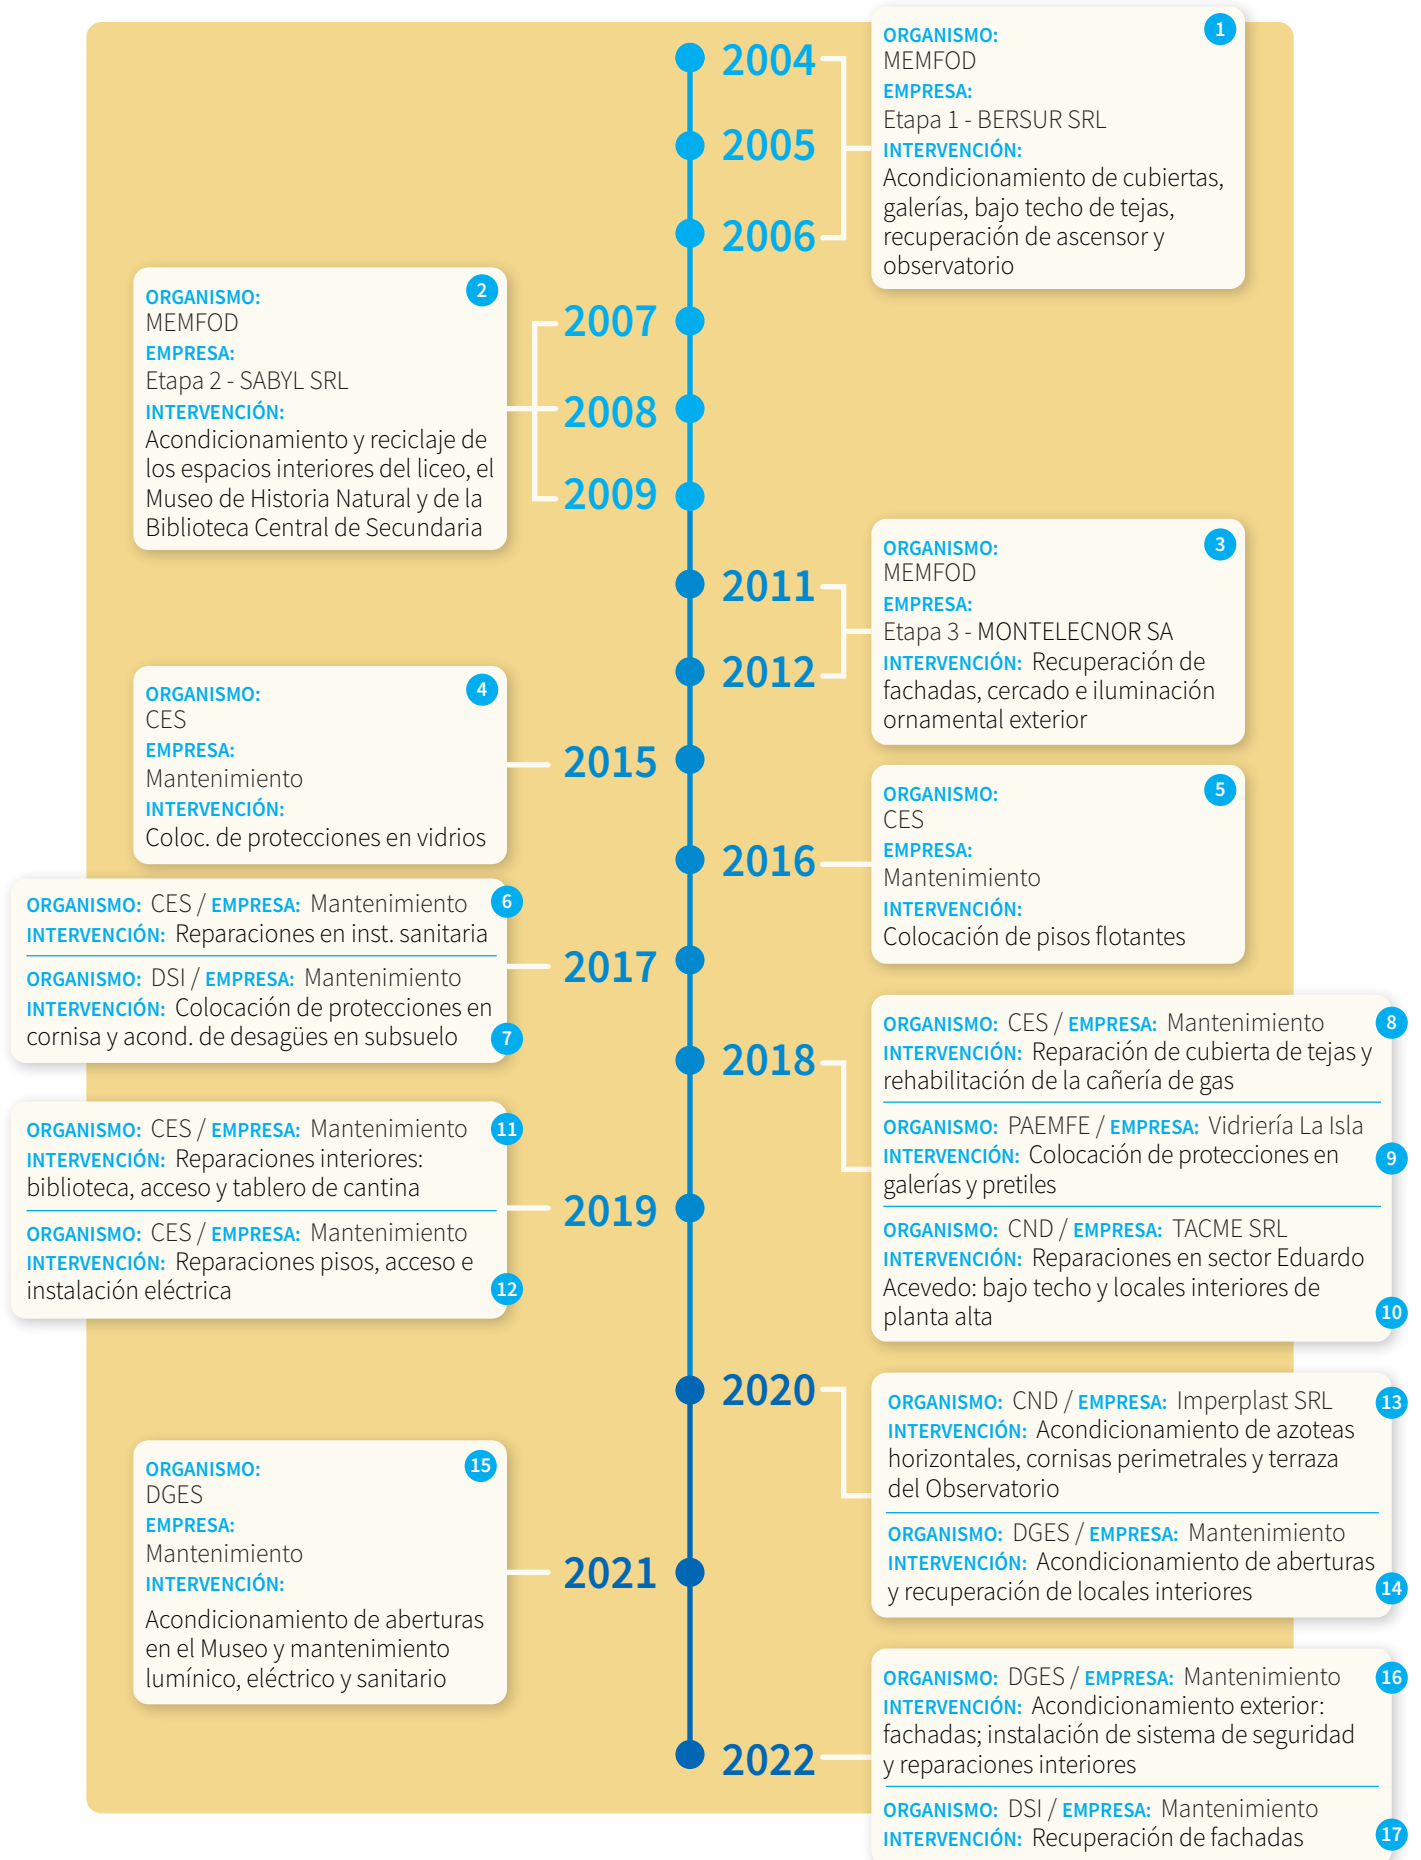 2004
2005
2006
1
ORGANISMO:
MEMFOD
EMPRESA:
Etapa 1 - BERSUR SRL
INTERVENCIÓN:
Acondicionamiento de cubiertas,
galerías, bajo techo de tejas,
recuperación de ascensor y
observatorio
2
ORGANISMO:
MEMFOD
EMPRESA:
Etapa 2 - SABYL SRL
INTERVENCIÓN:
Acondicionamiento y reciclaje de
los espacios interiores del liceo, el
Museo de Historia Natural y de la
Biblioteca Central de Secundaria
2007
2008
2009
2011
2012
3
ORGANISMO:
MEMFOD
EMPRESA:
Etapa 3 - MONTELECNOR SA
INTERVENCIÓN: Recuperación de
fachadas, cercado e iluminación
ornamental exterior
4
ORGANISMO:
CES
EMPRESA:
Mantenimiento
INTERVENCIÓN:
Coloc. de protecciones en vidrios
2015
2016
5
ORGANISMO:
CES
EMPRESA:
Mantenimiento
INTERVENCIÓN:
Colocación de pisos flotantes
ORGANISMO: CES / EMPRESA: Mantenimiento 6
INTERVENCIÓN: Reparaciones en inst. sanitaria
ORGANISMO: DSI / EMPRESA: Mantenimiento
INTERVENCIÓN: Colocación de protecciones en
cornisa y acond. de desagües en subsuelo 7
2017
2018
ORGANISMO: CES / EMPRESA: Mantenimiento 8
INTERVENCIÓN: Reparación de cubierta de tejas y
rehabilitación de la cañería de gas
ORGANISMO: PAEMFE / EMPRESA: Vidriería La Isla
INTERVENCIÓN: Colocación de protecciones en 9
galerías y pretiles
ORGANISMO: CND / EMPRESA: TACME SRL
INTERVENCIÓN: Reparaciones en sector Eduardo
Acevedo: bajo techo y locales interiores de
planta alta 10
ORGANISMO: CES / EMPRESA: Mantenimiento 11
INTERVENCIÓN: Reparaciones interiores:
biblioteca, acceso y tablero de cantina
ORGANISMO: CES / EMPRESA: Mantenimiento
INTERVENCIÓN: Reparaciones pisos, acceso e
instalación eléctrica 12
2019
2020
ORGANISMO: CND / EMPRESA: Imperplast SRL 13
INTERVENCIÓN: Acondicionamiento de azoteas
horizontales, cornisas perimetrales y terraza
del Observatorio
ORGANISMO: DGES / EMPRESA: Mantenimiento
INTERVENCIÓN: Acondicionamiento de aberturas
y recuperación de locales interiores 14
15
ORGANISMO:
DGES
EMPRESA:
Mantenimiento
INTERVENCIÓN:
Acondicionamiento de aberturas
en el Museo y mantenimiento
lumínico, eléctrico y sanitario
2021
2022
ORGANISMO: DGES / EMPRESA: Mantenimiento 16
INTERVENCIÓN: Acondicionamiento exterior:
fachadas; instalación de sistema de seguridad
y reparaciones interiores
ORGANISMO: DSI / EMPRESA: Mantenimiento
INTERVENCIÓN: Recuperación de fachadas 17